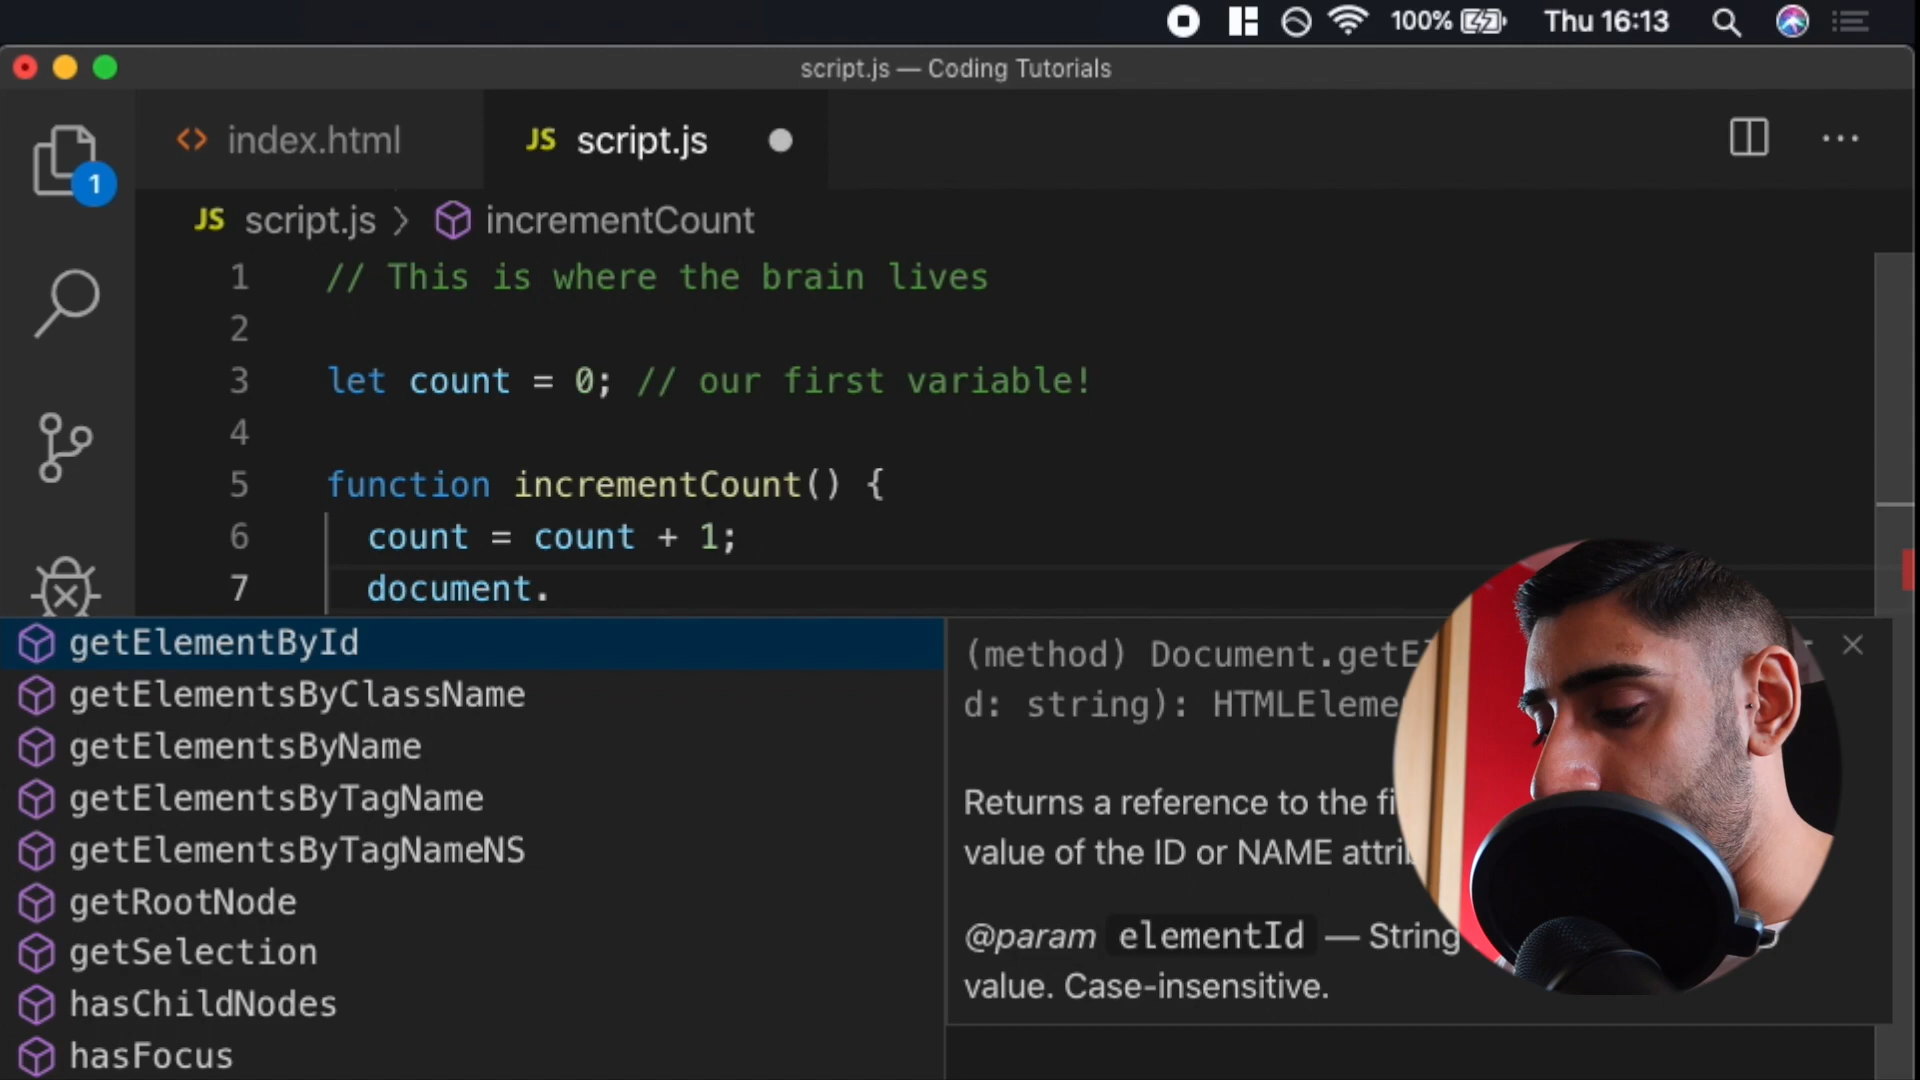 100% Thu 16:13
script.js — Coding Tutorials
index.html
JS script.js
1
JS script.js > incrementCount
1 // This is where the brain lives
2
3 let count = 0; // our first variable!
4
5 function incrementCount() {
6 count = count + 1;
7 document.
getElementById
getElementsByClassName
getElementsByName
getElementsByTagName
getElementsByTagNameNS
getRootNode
getSelection
hasChildNodes
hasFocus
(method) Document.getE
d: string): HTMLEleme
Returns a reference to the
value of the ID or NAME
@param elementId — String
value. Case-insensitive.